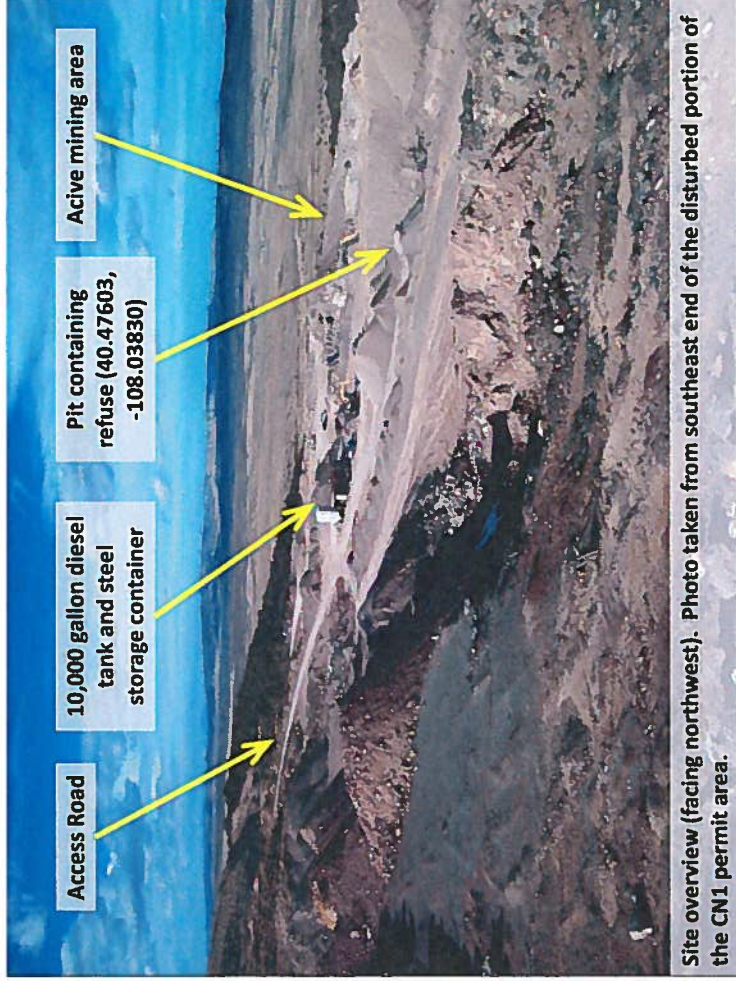 Access Road
10,000 gallon diesel
tank and steel
storage container
Pit containing
refuse (40.47603,
-108.03830)
Acive mining area
Site overview (facing northwest).  Photo taken from southeast end of the disturbed portion of
the CN1 permit area.